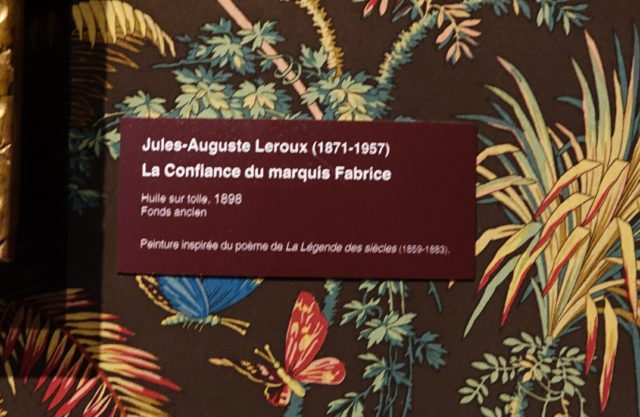 Jules-Auguste Leroux (1871-1957)
La Confiance du marquis Fabrice
Huile sur toile, 1898
Fonds ancien
Peinture inspirée du poème de La Légende des siècles (1859-1883).